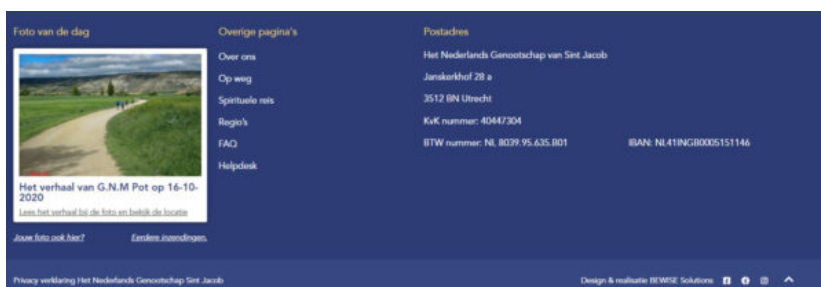 Foto van de dag
Het verhaal van G.N.M Pot op 16-10-
2020
Lees het verhaal bij de foto en bekijk de locatie
Jouw foto ook hier?
Eerdere inzendingen.
Overige pagina's
Over ons
Op weg
Spirituele reis
Regio's
FAQ
Helpdesk
Postadres
Het Nederlands Genootschap van Sint Jacob
Janskerkhof 28 a
3512 BN Utrecht
KvK nummer: 40447304
BTW nummer: NL 8039.95.635.B01
IBAN: NL41INGB0005151146
Privacy verklaring Het Nederlands Genootschap Sint Jacob
Design & realisatie BEWISE Solutions